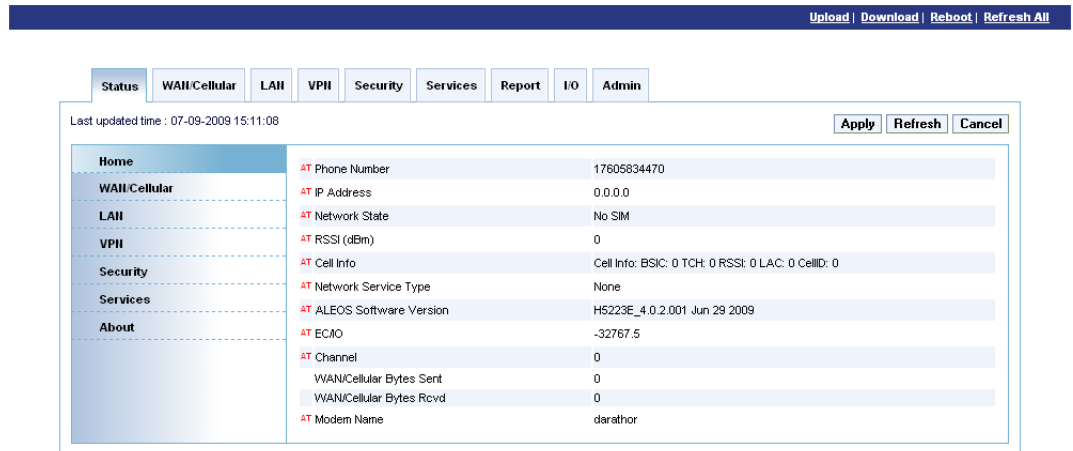 Upload | Download | Reboot | Refresh All
Status WAN/Cellular LAN VPN Security Services Report I/O Admin
Last updated time : 07-09-2009 15:11:08
Apply Refresh Cancel
Home
WAN/Cellular
LAN
VPN
Security
Services
About
AT Phone Number 17605834470
AT IP Address 0.0.0.0
AT Network State No SIM
AT RSSI (dBm) 0
AT Cell Info Cell Info: BSIC: 0 TCH: 0 RSSI: 0 LAC: 0 CellID: 0
AT Network Service Type None
AT ALEOS Software Version H5223E_4.0.2.001 Jun 29 2009
AT EC/IO -32767.5
AT Channel 0
WAN/Cellular Bytes Sent 0
WAN/Cellular Bytes Rcvd 0
AT Modem Name darathor